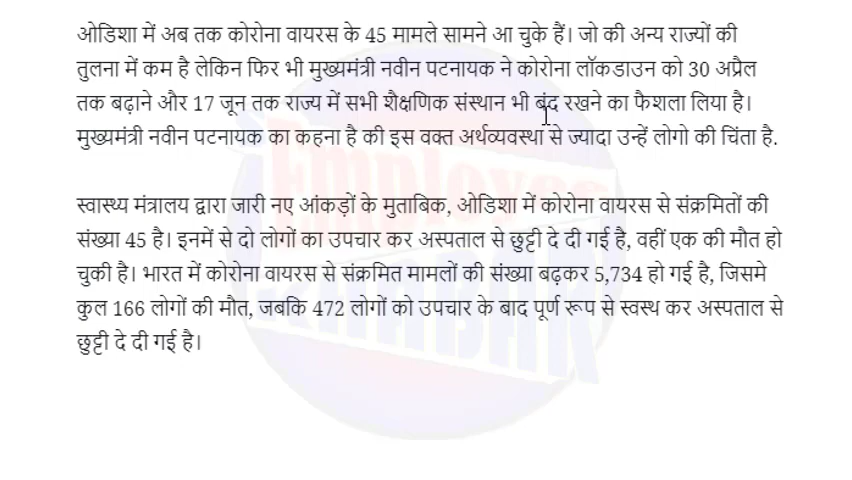 ओडिशा में अब तक कोरोना वायरस के 45 मामले सामने आ चुके हैं। जो की अन्य राज्यों की
तुलना में कम है लेकिन फिर भी मुख्यमंत्री नवीन पटनायक ने कोरोना लॉकडाउन को 30 अप्रैल
तक बढ़ाने और 17 जून तक राज्य में सभी शैक्षणिक संस्थान भी बंद रखने का फैशला लिया है।
मुख्यमंत्री नवीन पटनायक का कहना है की इस वक्त अर्थव्यवस्था से ज्यादा उन्हें लोगो की चिंता है.
स्वास्थ्य मंत्रालय द्वारा जारी नए आंकड़ों के मुताबिक, ओडिशा में कोरोना वायरस से संक्रमितों की
संख्या 45 है। इनमें से दो लोगों का उपचार कर अस्पताल से छुट्टी दे दी गई है, वहीं एक की मौत हो
चुकी है। भारत में कोरोना वायरस से संक्रमित मामलों की संख्या बढ़कर 5,734 हो गई है, जिसमे
कुल 166 लोगों की मौत, जबकि 472 लोगों को उपचार के बाद पूर्ण रूप से स्वस्थ कर अस्पताल से
छुट्टी दे दी गई है।
Employee
KHABAR